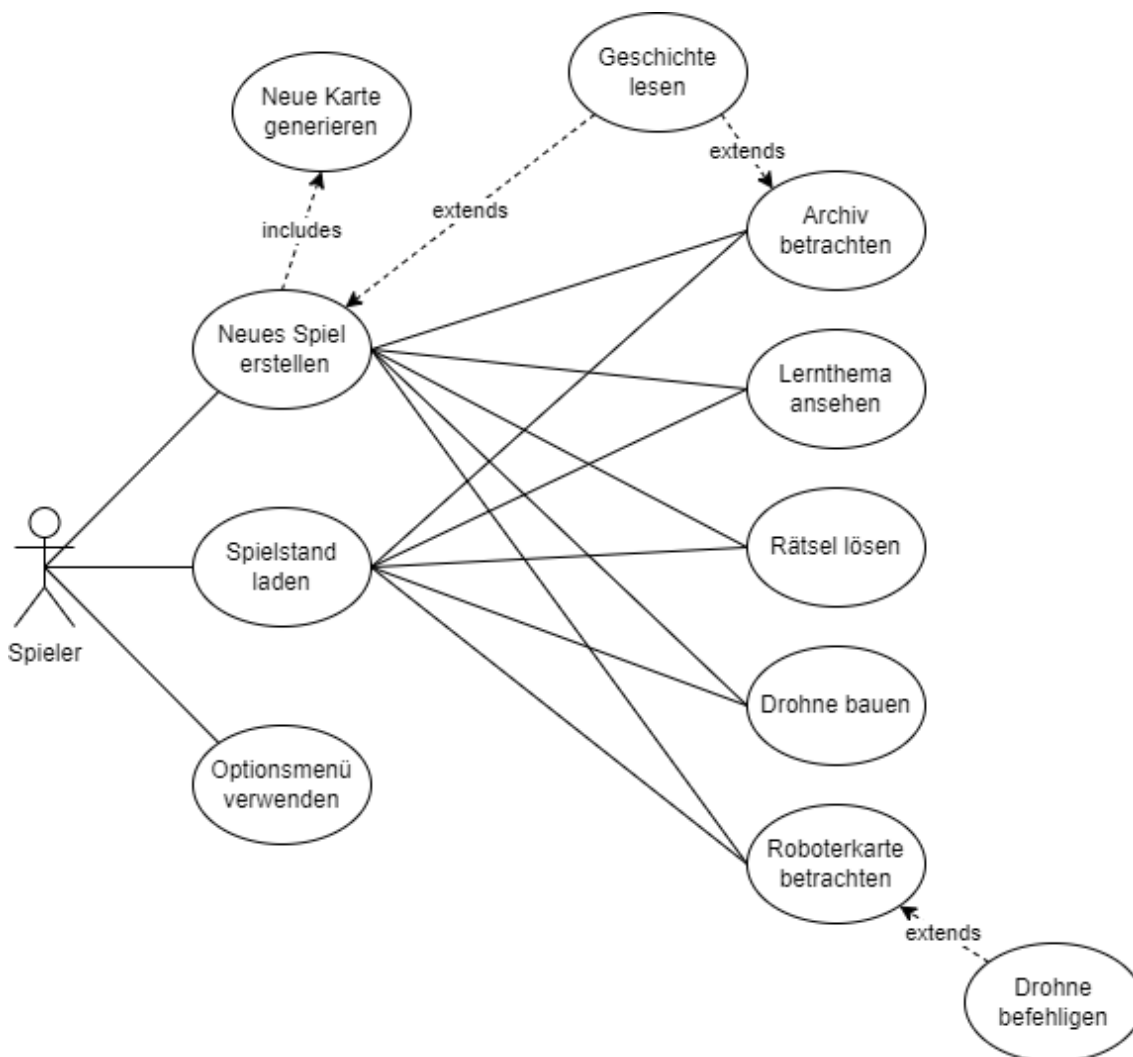 Geschichte
lesen
Neue Karte
generieren
extends
Archiv
betrachten
extends
includes
Neues Spiel
erstellen
Lernthema
ansehen
Spielstand
laden
Rätsel lösen
Spieler
Drohne bauen
Optionsmenü
verwenden
Roboterkarte
betrachten
extends
Drohne
befehligen